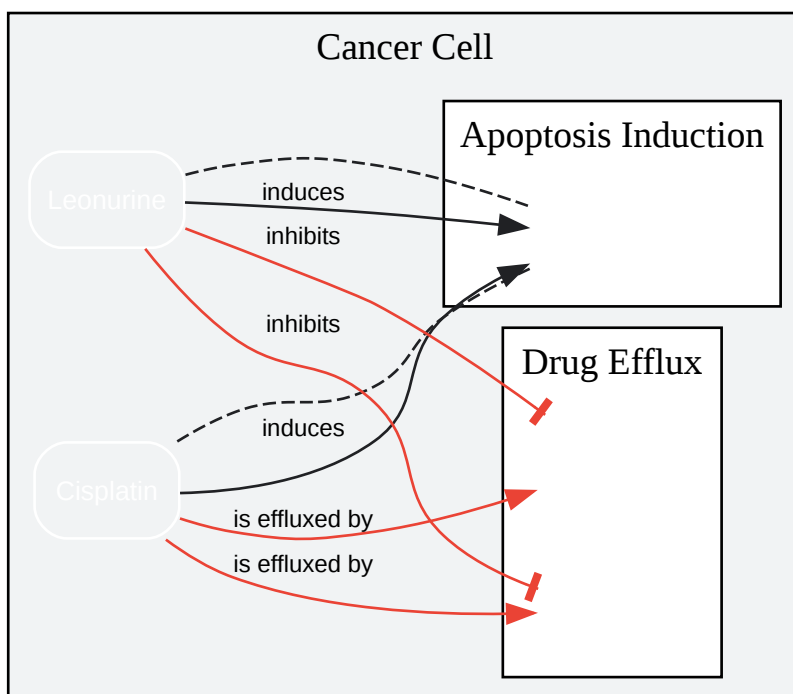 Cancer Cell
Apoptosis Induction
Leonurine
induces
inhibits
inhibits
Drug Efflux
induces
Cisplatin
is effluxed by
is effluxed by